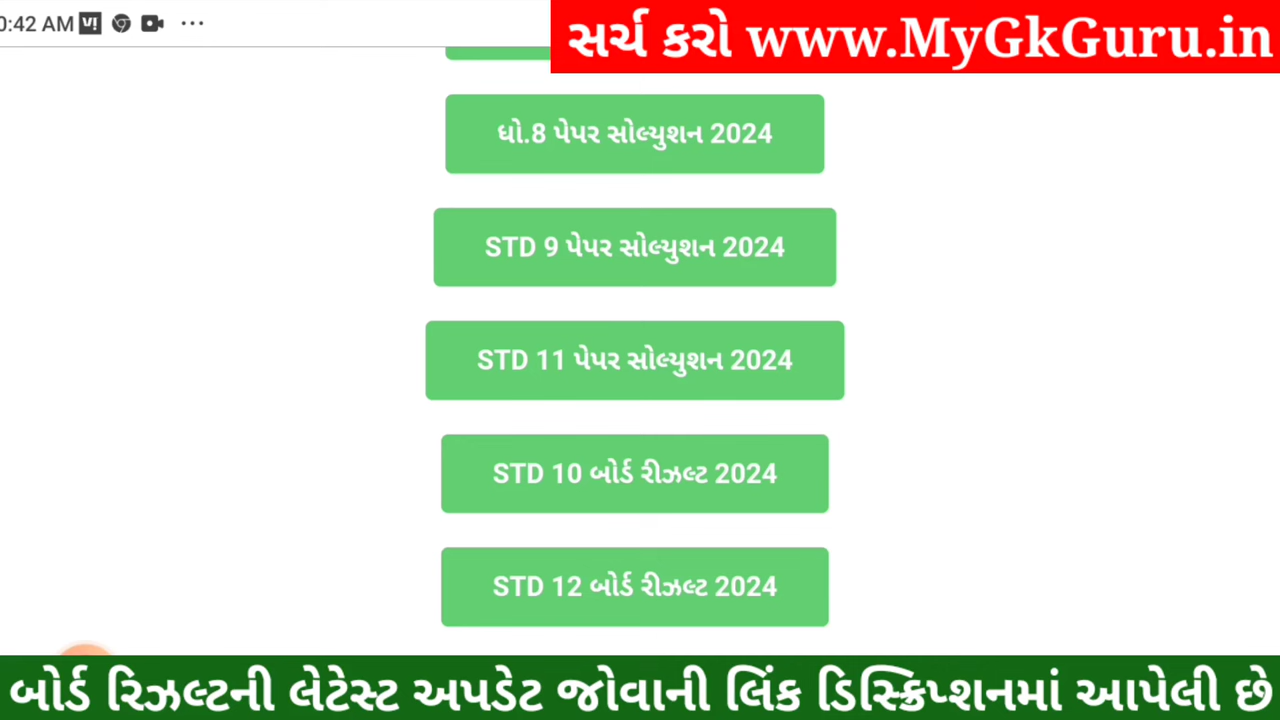 0:42 AM
સર્ચ કરો www.MyGkGuru.in
ધો.8 પેપર સોલ્યુશન 2024
STD 9 પેપર સોલ્યુશન 2024
STD 11 પેપર સોલ્યુશન 2024
STD 10 બોર્ડ રીઝલ્ટ 2024
STD 12 બોર્ડ રીઝલ્ટ 2024
બોર્ડ રિઝલ્ટની લેટેસ્ટ અપડેટ જોવાની લિંક ડિસ્ક્રિપ્શનમાં આપેલી છે